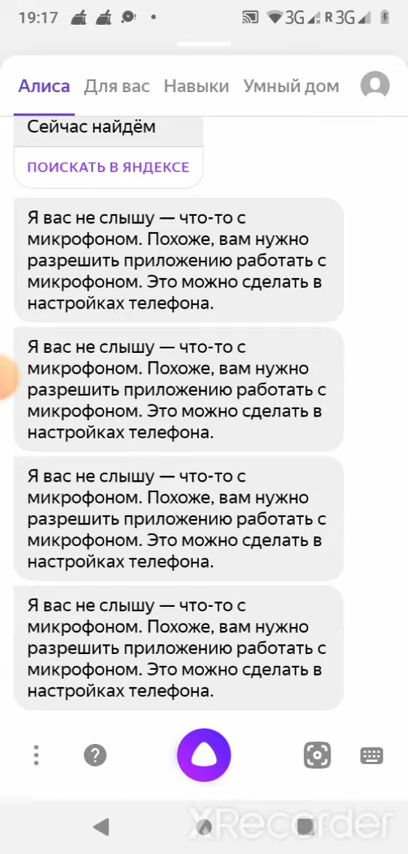 19:17 3G R 3G
Алиса Для вас Навыки Умный дом
Сейчас найдём
ПОИСКАТЬ В ЯНДЕКСЕ
Я вас не слышу — что-то с
микрофоном. Похоже, вам нужно
разрешить приложению работать с
микрофоном. Это можно сделать в
настройках телефона.
Я вас не слышу — что-то с
микрофоном. Похоже, вам нужно
разрешить приложению работать с
микрофоном. Это можно сделать в
настройках телефона.
Я вас не слышу — что-то с
микрофоном. Похоже, вам нужно
разрешить приложению работать с
микрофоном. Это можно сделать в
настройках телефона.
Я вас не слышу — что-то с
микрофоном. Похоже, вам нужно
разрешить приложению работать с
микрофоном. Это можно сделать в
настройках телефона.
?
XRecorder